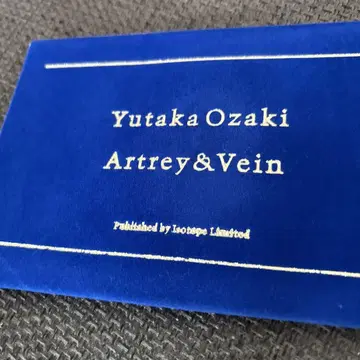 Yutaka Ozaki
Artrey&Vein
Published by Isotope Limited